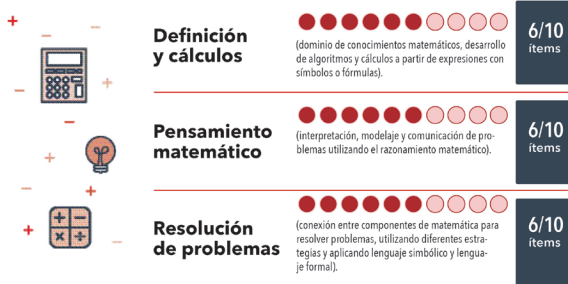 Definición
y cálculos
(dominio de conocimientos matemáticos, desarrollo
de algoritmos y cálculos a partir de expresiones con
símbolos o fórmulas).
6/10
ítems
Pensamiento
matemático
(interpretación, modelaje y comunicación de pro-
blemas utilizando el razonamiento matemático).
6/10
ítems
Resolución
de problemas
(conexión entre componentes de matemática para
resolver problemas, utilizando diferentes estra-
tegias y aplicando lenguaje simbólico y lengua-
je formal).
6/10
ítems